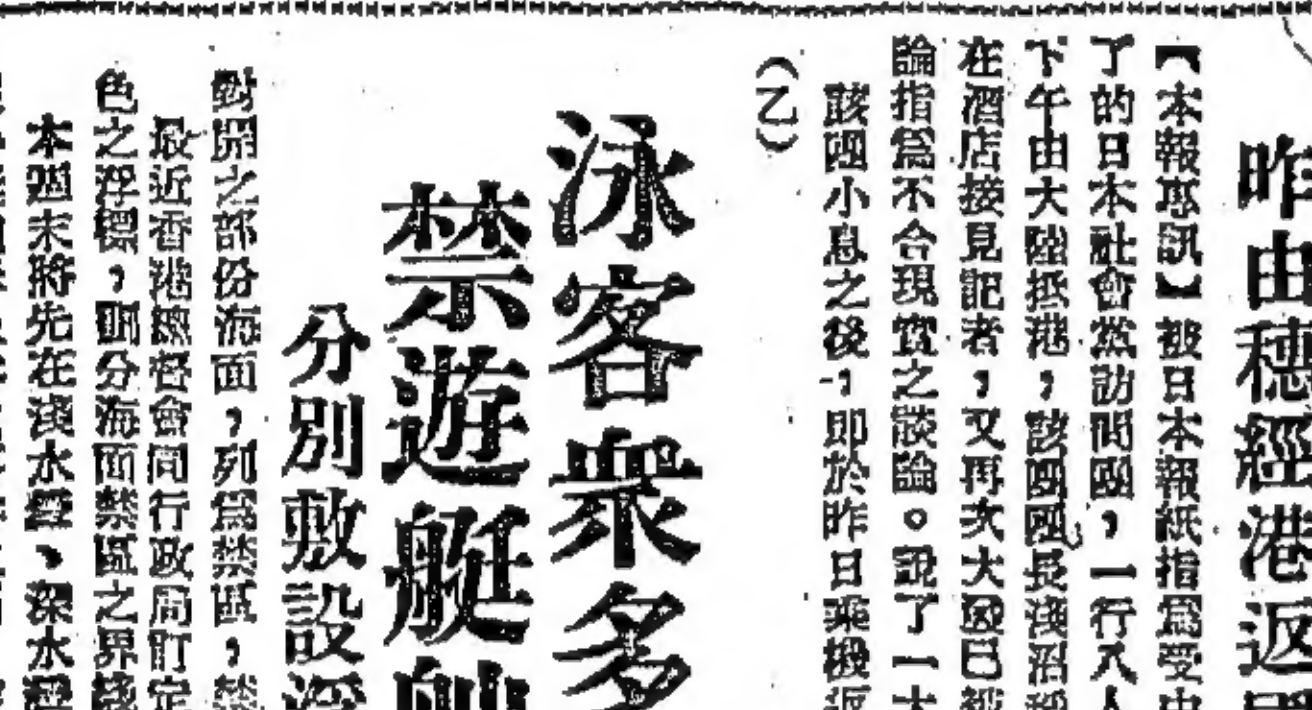 昨由穗經港返
【本報專訊】被日本報紙指爲受中
了的日本社會黨訪問團，一行八人
下午由大陸抵港，該團團長淺沼稻
在酒店接見記者，又再次大國已都
論指爲不合現實之談論。說了一大
該團小息之後，即於昨日乘機返
（乙）
泳客衆多
禁遊艇
分別敷設浮
對開之部份海面，列爲禁區，禁
最近香港總督會同行政局訂定
色之浮標，劃分海面禁區之界綫
本週末將先在淺水灣、深水灣